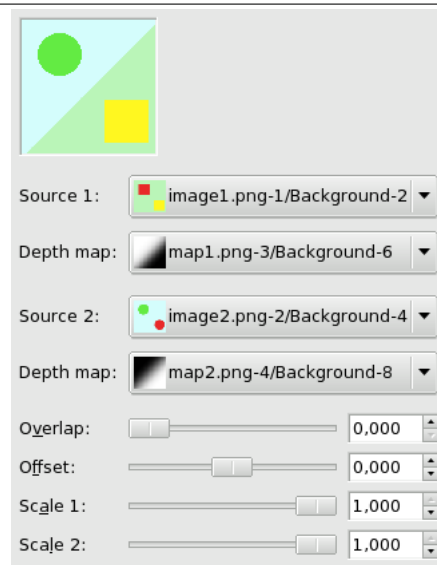 Source 1: image1.png-1/Background-2
Depth map: map1.png-3/Background-6
Source 2: image2.png-2/Background-4
Depth map: map2.png-4/Background-8
Overlap: 0,000
Offset: 0,000
Scale 1: 1,000
Scale 2: 1,000